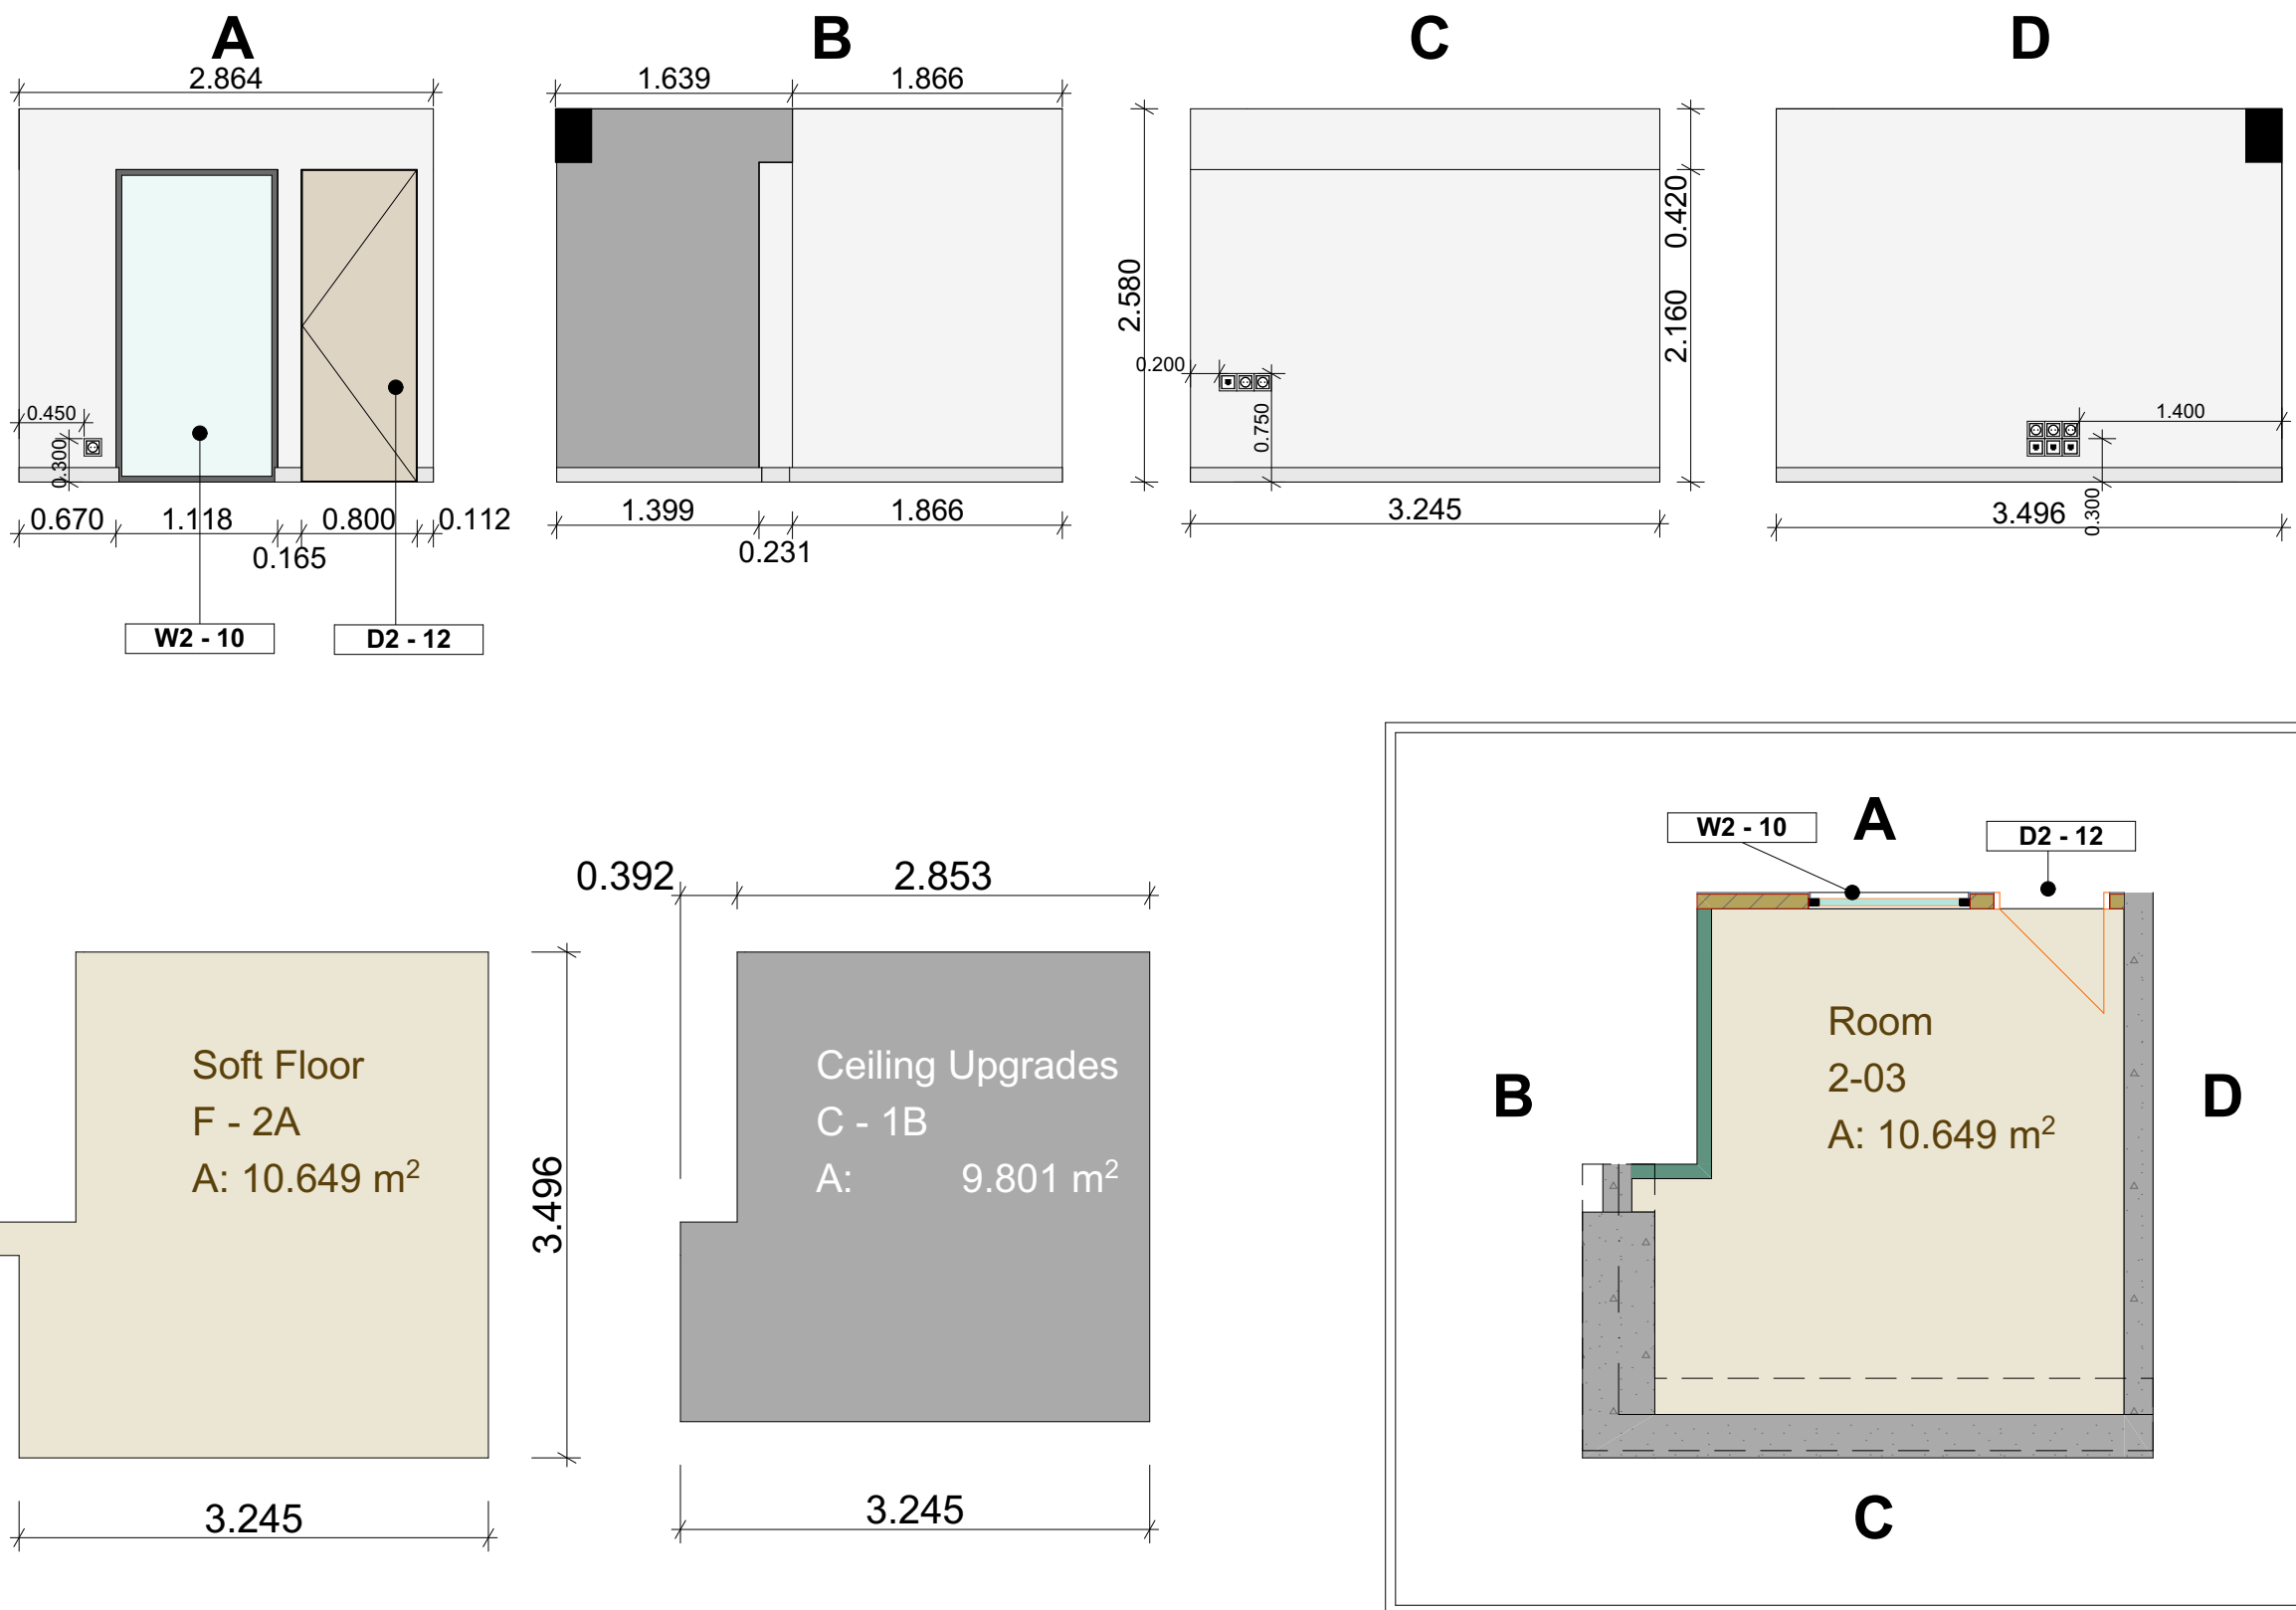 A
B
C
D
2.864
1.639
1.866
0.420
2.580
2.160
0.200
0.750
0.450
0.300
1.400
0.300
0.670
1.118
0.165
0.800
0.112
1.399
0.231
1.866
3.245
3.496
W2 - 10
D2 - 12
0.392
2.853
Soft Floor
F - 2A
A: 10.649 m²
3.496
Ceiling Upgrades
C - 1B
A: 9.801 m²
3.245
3.245
A
W2 - 10
D2 - 12
B
Room
2-03
A: 10.649 m²
D
C